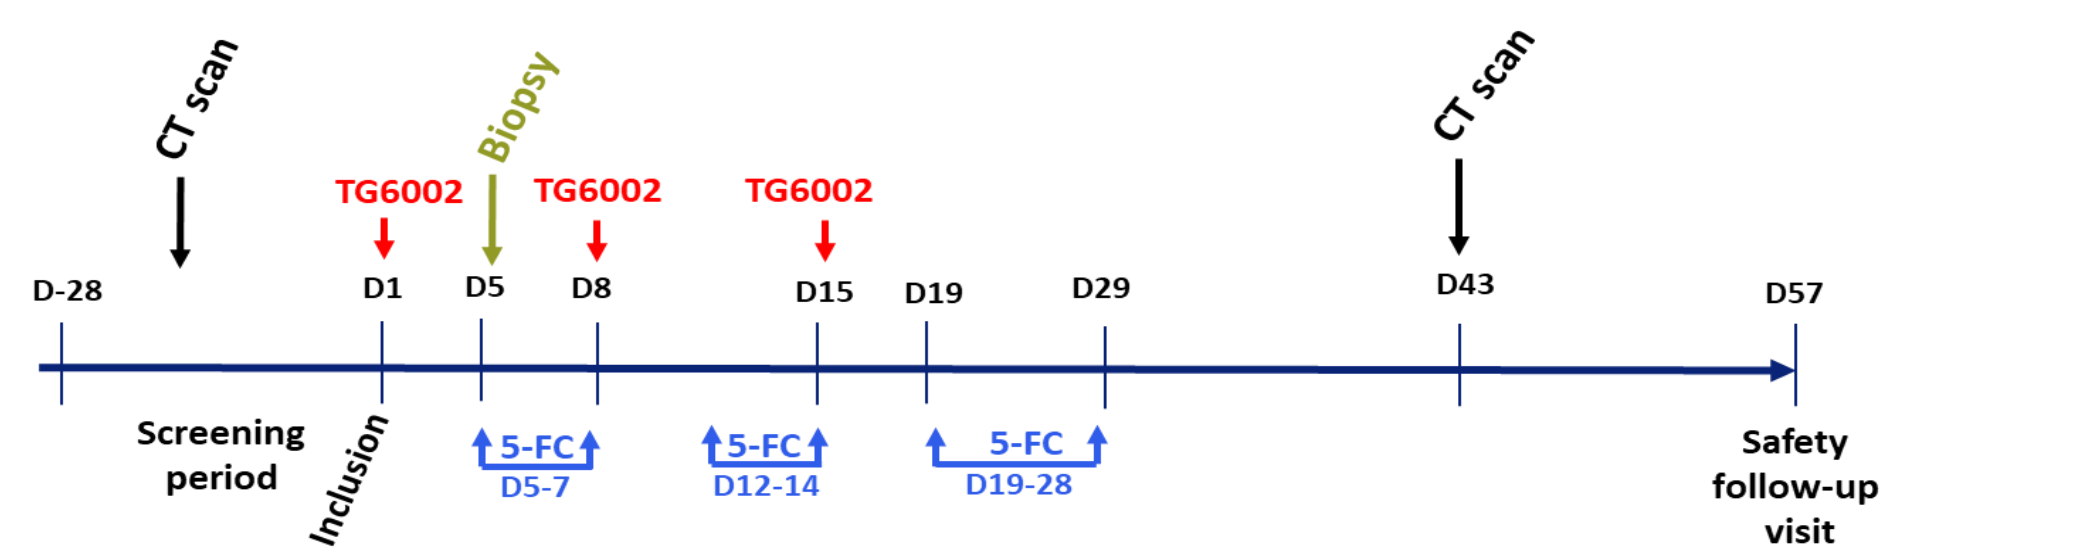 CT scan
Biopsy
CT scan
TG6002
TG6002
TG6002
D-28
D1
D5
D8
D15
D19
D29
D43
D57
Screening
period
Inclusion
5-FC
D5-7
5-FC
D12-14
5-FC
D19-28
Safety
follow-up
visit